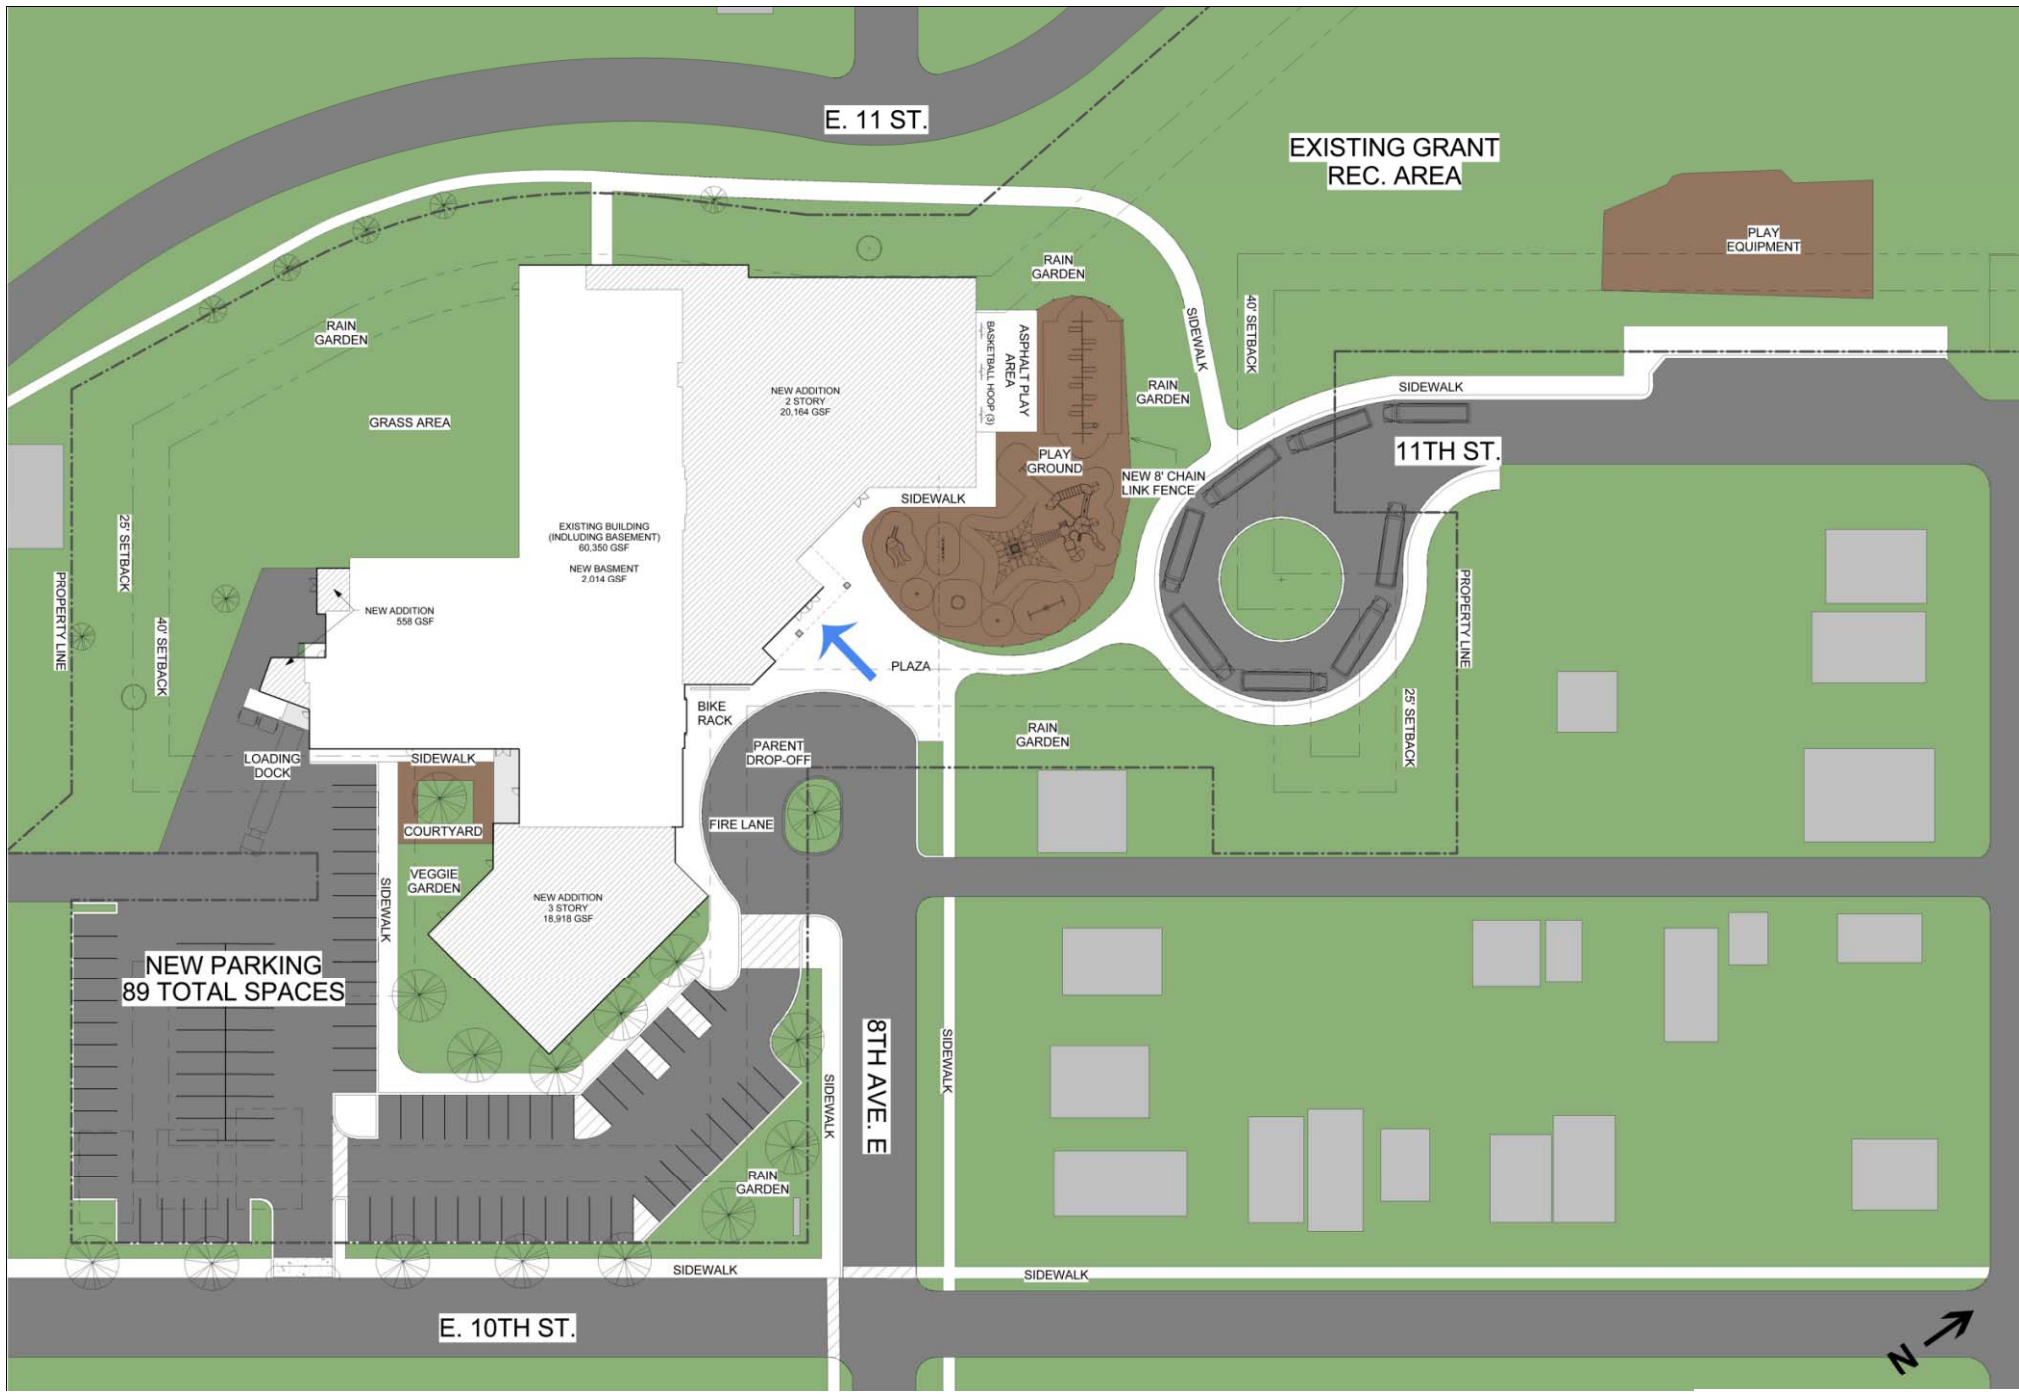 E. 11 ST.
EXISTING GRANT
REC. AREA
PLAY
EQUIPMENT
RAIN
GARDEN
RAIN
GARDEN
SIDEWALK
40' SETBACK
ASPHALT PLAY
AREA
BASKETBALL HOOP (3)
NEW ADDITION
2 STORY
20,164 GSF
RAIN
GARDEN
SIDEWALK
GRASS AREA
11TH ST.
PLAY
GROUND
NEW 8' CHAIN
LINK FENCE
SIDEWALK
EXISTING BUILDING
(INCLUDING BASEMENT)
60,350 GSF
NEW BASMENT
2,014 GSF
25' SETBACK
PROPERTY LINE
40' SETBACK
NEW ADDITION
558 GSF
PROPERTY LINE
PLAZA
25' SETBACK
BIKE
RACK
RAIN
GARDEN
PARENT
DROP-OFF
LOADING
DOCK
SIDEWALK
COURTYARD
FIRE LANE
VEGGIE
GARDEN
SIDEWALK
NEW ADDITION
3 STORY
18,918 GSF
NEW PARKING
89 TOTAL SPACES
8TH AVE. E
SIDEWALK
SIDEWALK
RAIN
GARDEN
SIDEWALK
SIDEWALK
E. 10TH ST.
N